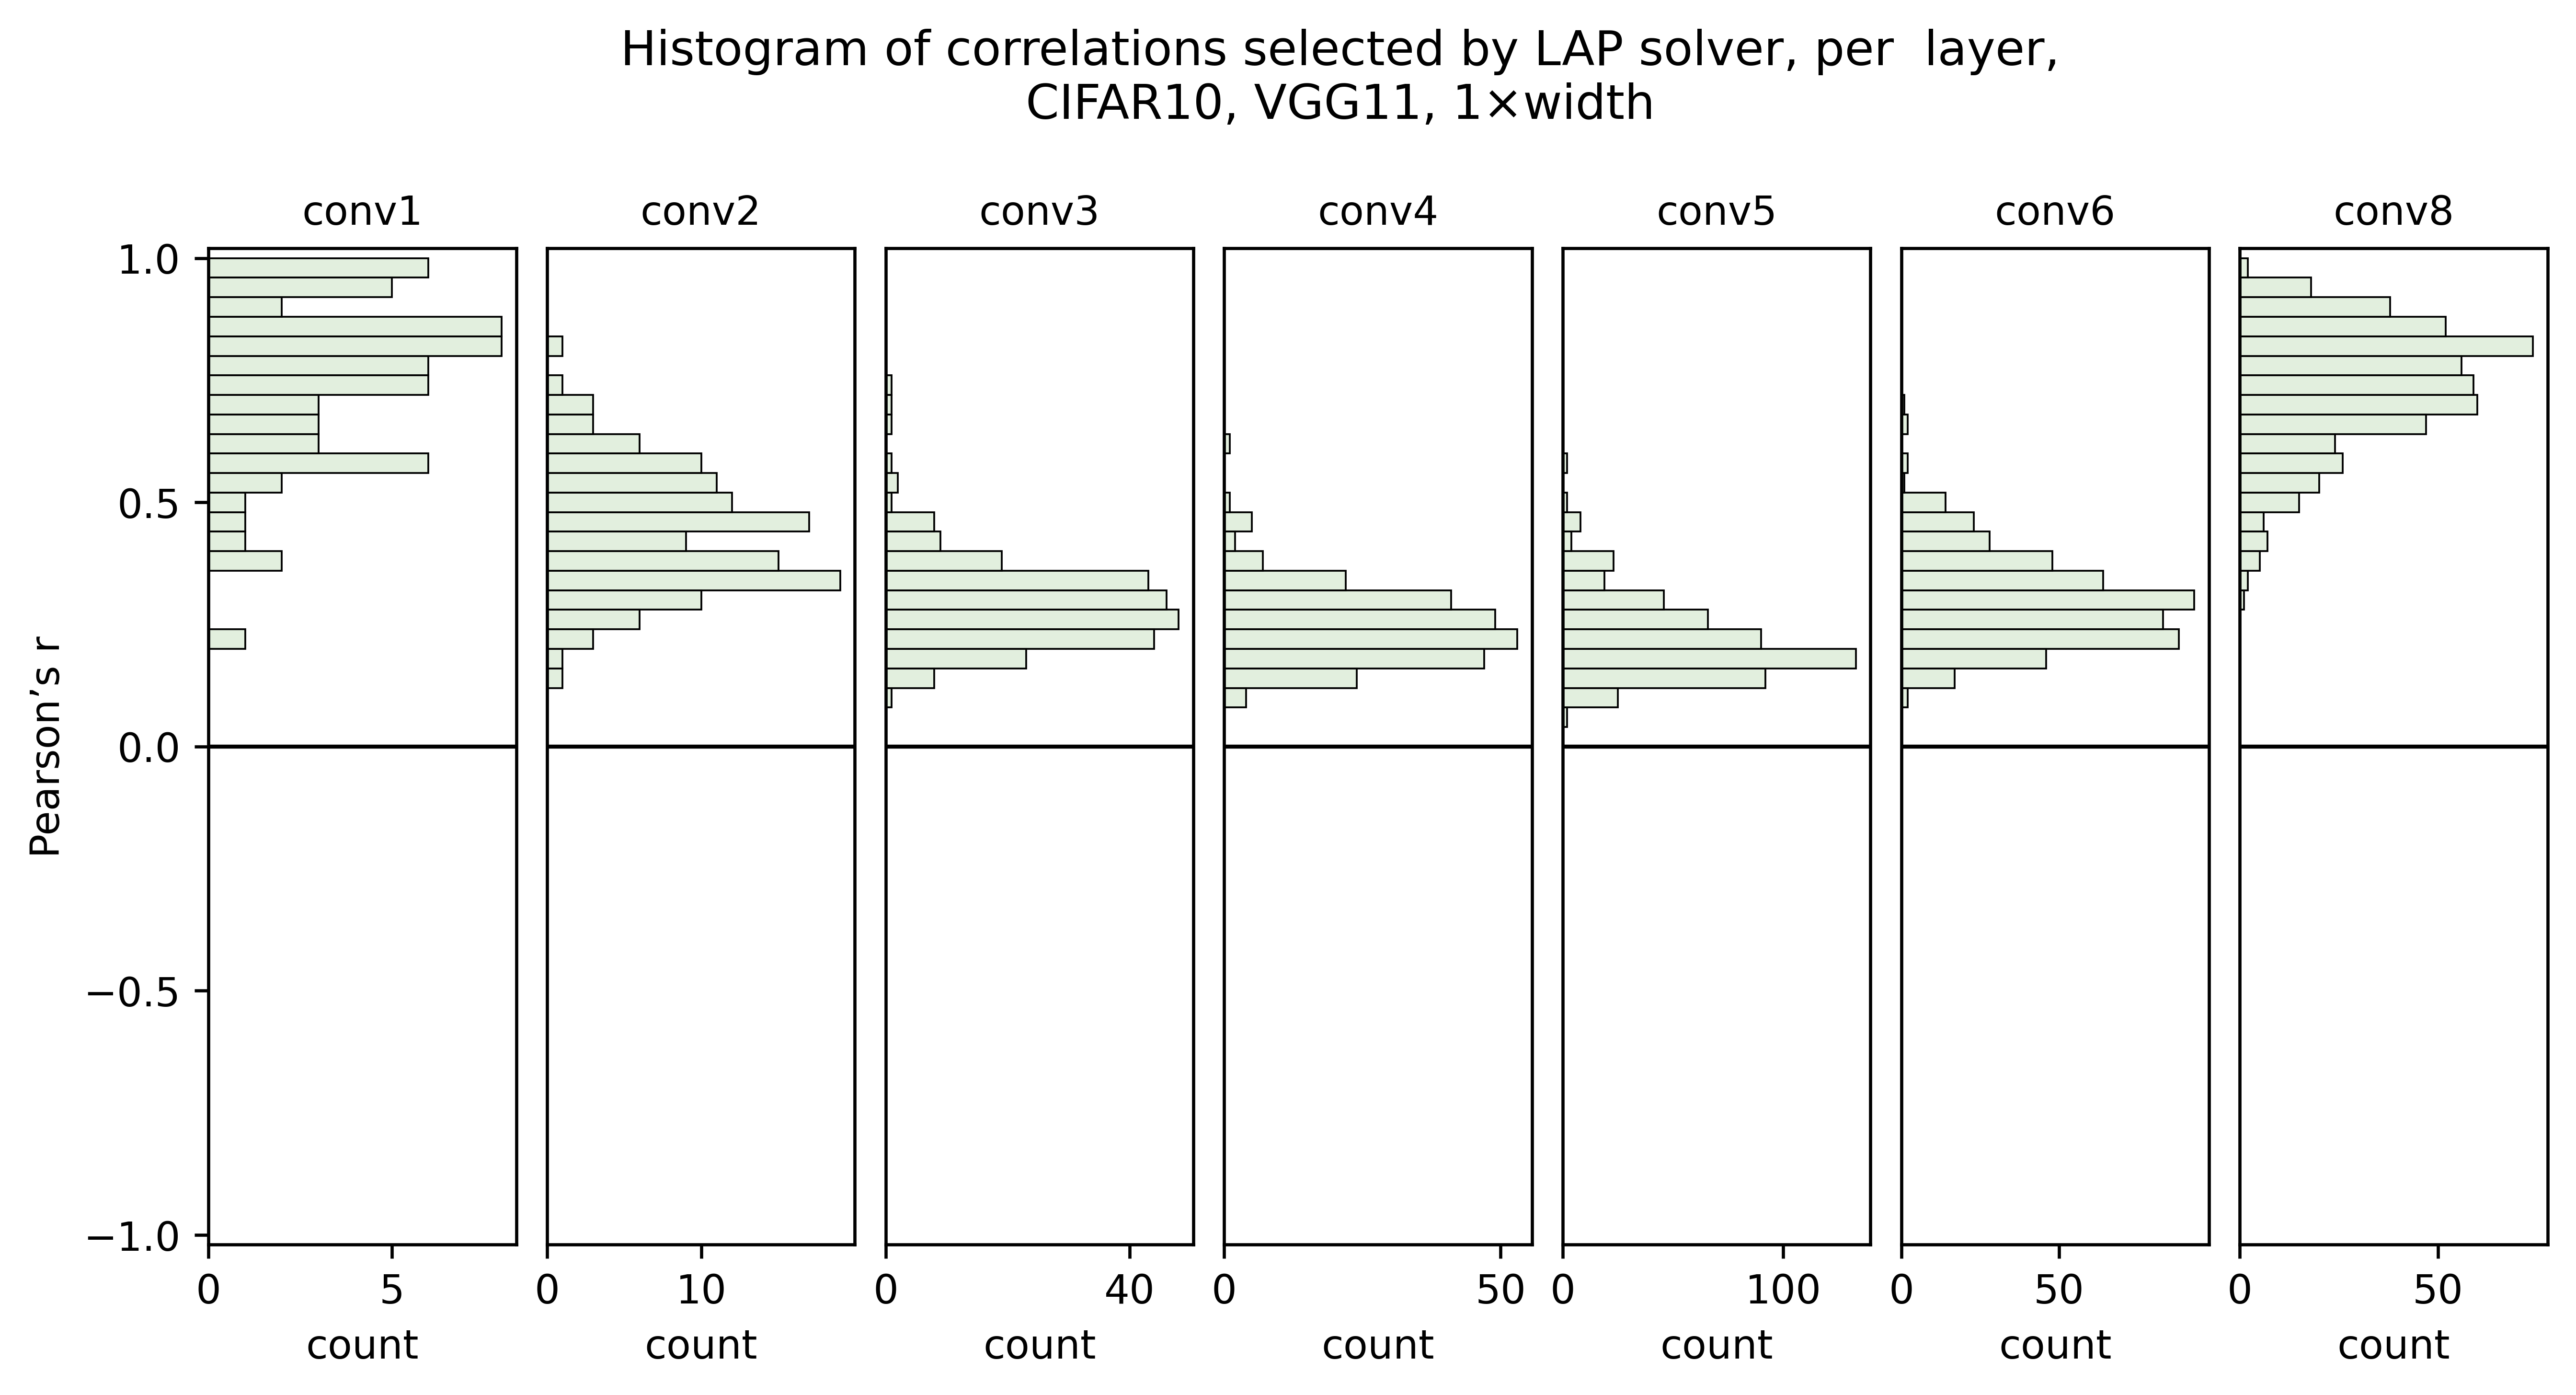 Histogram of correlations selected by LAP solver, per  layer,
CIFAR10, VGG11, 1×width
conv1 conv2 conv3 conv4 conv5 conv6 conv8
Pearson’s r
1.0
0.5
0.0
−0.5
−1.0
0 5 0 10 0 40 0 50 0 100 0 50 0 50
count count count count count count count